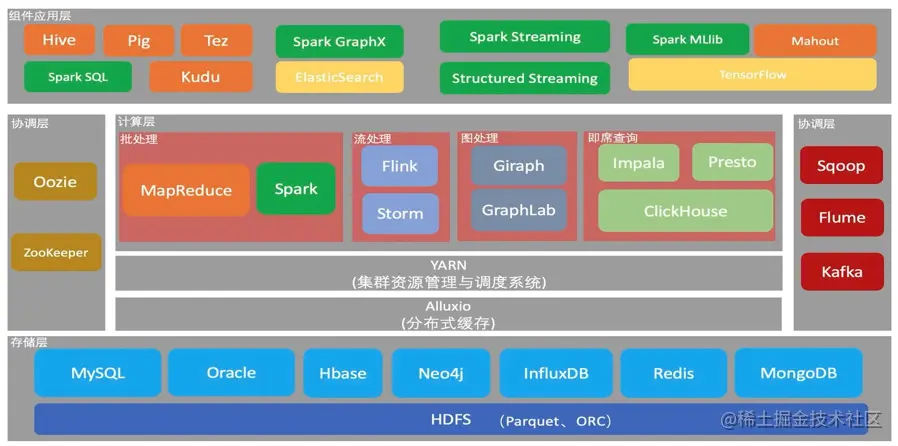 组件应用层
Hive
Pig
Tez
Spark GraphX
Spark Streaming
Spark MLlib
Mahout
Spark SQL
Kudu
ElasticSearch
Structured Streaming
TensorFlow
协调层
Oozie
ZooKeeper
计算层
批处理
MapReduce
Spark
流处理
Flink
Storm
图处理
Giraph
GraphLab
即席查询
Impala
Presto
ClickHouse
协调层
Sqoop
Flume
Kafka
YARN
(集群资源管理与调度系统)
Alluxio
(分布式缓存)
存储层
MySQL
Oracle
Hbase
Neo4j
InfluxDB
Redis
MongoDB
HDFS （Parquet、ORC）
@稀土掘金技术社区